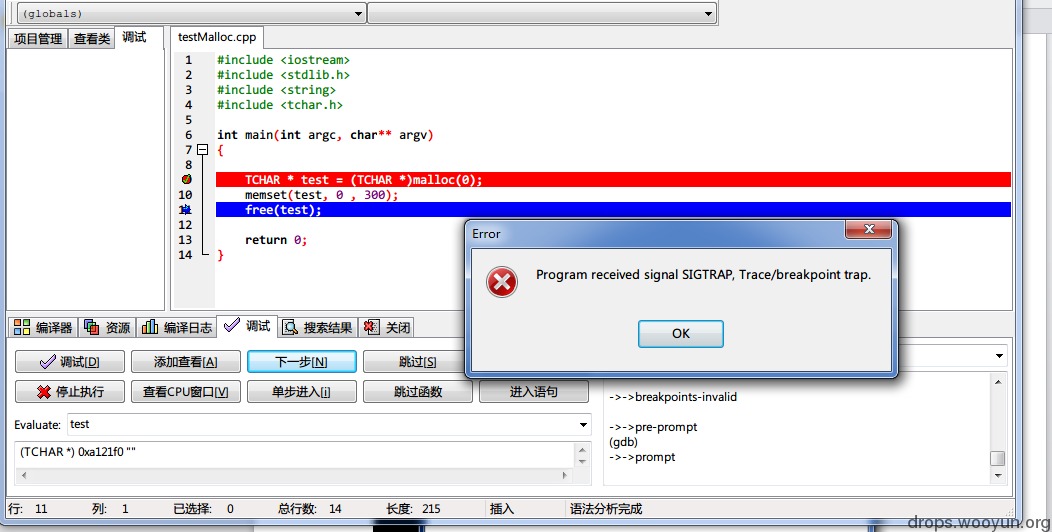 (globals)
项目管理 查看类 调试
testMalloc.cpp
1 #include <iostream>
2 #include <stdlib.h>
3 #include <string>
4 #include <tchar.h>
5
6 int main(int argc, char** argv)
7 {
8
TCHAR * test = (TCHAR *)malloc(0);
10 memset(test, 0 , 300);
free(test);
12
13 return 0;
14 }
Error
Program received signal SIGTRAP, Trace/breakpoint trap.
OK
编译器 资源 编译日志 调试 搜索结果 关闭
调试[D] 添加查看[A] 下一步[N] 跳过[S]
停止执行 查看CPU窗口[V] 单步进入[i] 跳过函数 进入语句
Evaluate: test
(TCHAR *) 0xa121f0 ""
->->breakpoints-invalid
->->pre-prompt
(gdb)
->->prompt
行: 11 列: 1 已选择: 0 总行数: 14 长度: 215 插入 语法分析完成
drops.wooyun.org